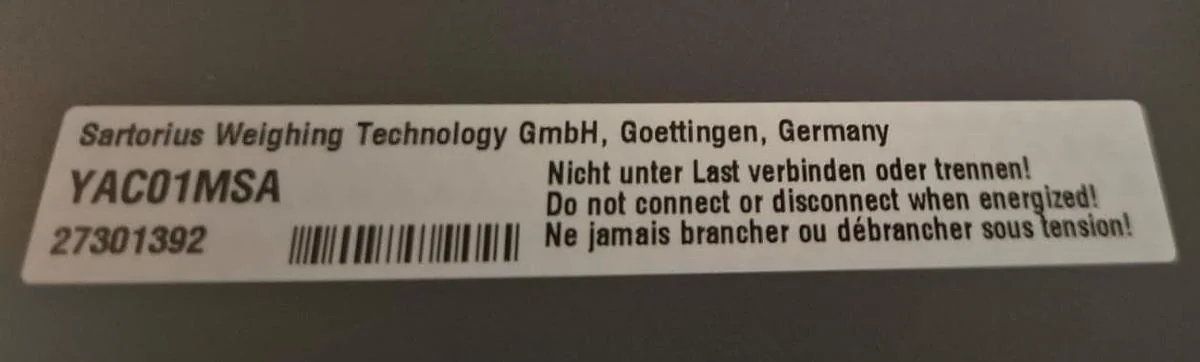 Sartorius Weighing Technology GmbH, Goettingen, Germany
YAC01MSA
27301392
Nicht unter Last verbinden oder trennen!
Do not connect or disconnect when energized!
Ne jamais brancher ou débrancher sous tension!